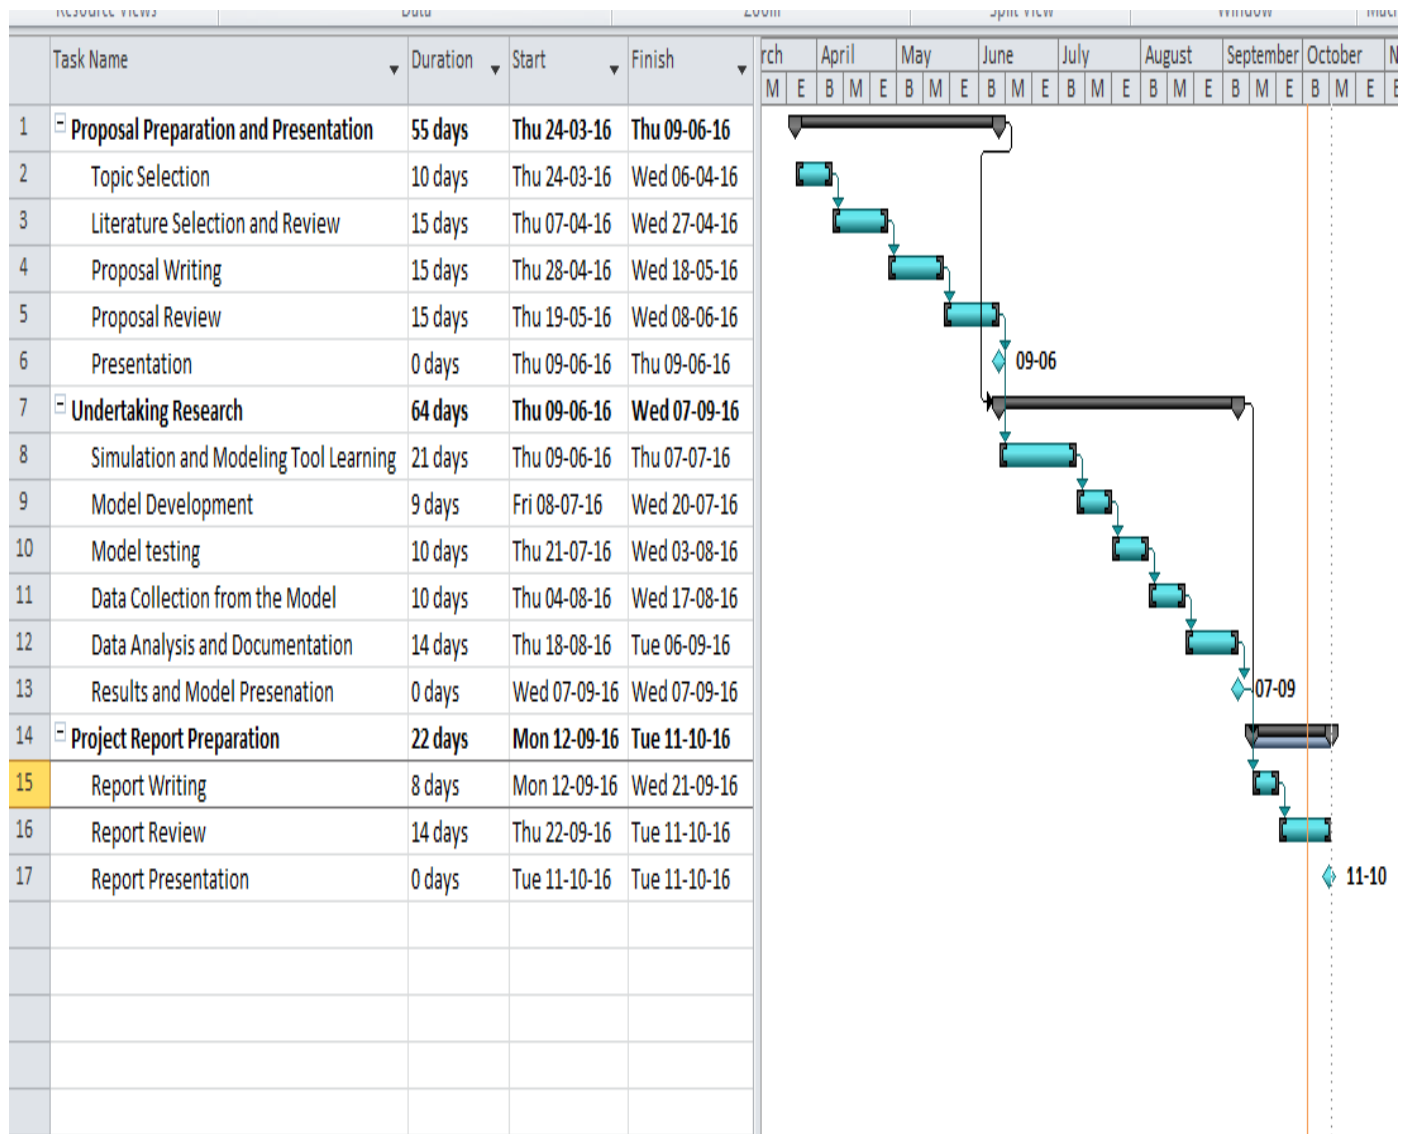 Resource Views Data Zoom Split View Window
Task Name Duration Start Finish rch April May June July August September October N
M E B M E B M E B M E B M E B M E B M E B M E E
1 Proposal Preparation and Presentation 55 days Thu 24-03-16 Thu 09-06-16
2 Topic Selection 10 days Thu 24-03-16 Wed 06-04-16
3 Literature Selection and Review 15 days Thu 07-04-16 Wed 27-04-16
4 Proposal Writing 15 days Thu 28-04-16 Wed 18-05-16
5 Proposal Review 15 days Thu 19-05-16 Wed 08-06-16
6 Presentation 0 days Thu 09-06-16 Thu 09-06-16 09-06
7 Undertaking Research 64 days Thu 09-06-16 Wed 07-09-16
8 Simulation and Modeling Tool Learning 21 days Thu 09-06-16 Thu 07-07-16
9 Model Development 9 days Fri 08-07-16 Wed 20-07-16
10 Model testing 10 days Thu 21-07-16 Wed 03-08-16
11 Data Collection from the Model 10 days Thu 04-08-16 Wed 17-08-16
12 Data Analysis and Documentation 14 days Thu 18-08-16 Tue 06-09-16
13 Results and Model Presenation 0 days Wed 07-09-16 Wed 07-09-16 07-09
14 Project Report Preparation 22 days Mon 12-09-16 Tue 11-10-16
15 Report Writing 8 days Mon 12-09-16 Wed 21-09-16
16 Report Review 14 days Thu 22-09-16 Tue 11-10-16
17 Report Presentation 0 days Tue 11-10-16 Tue 11-10-16 11-10